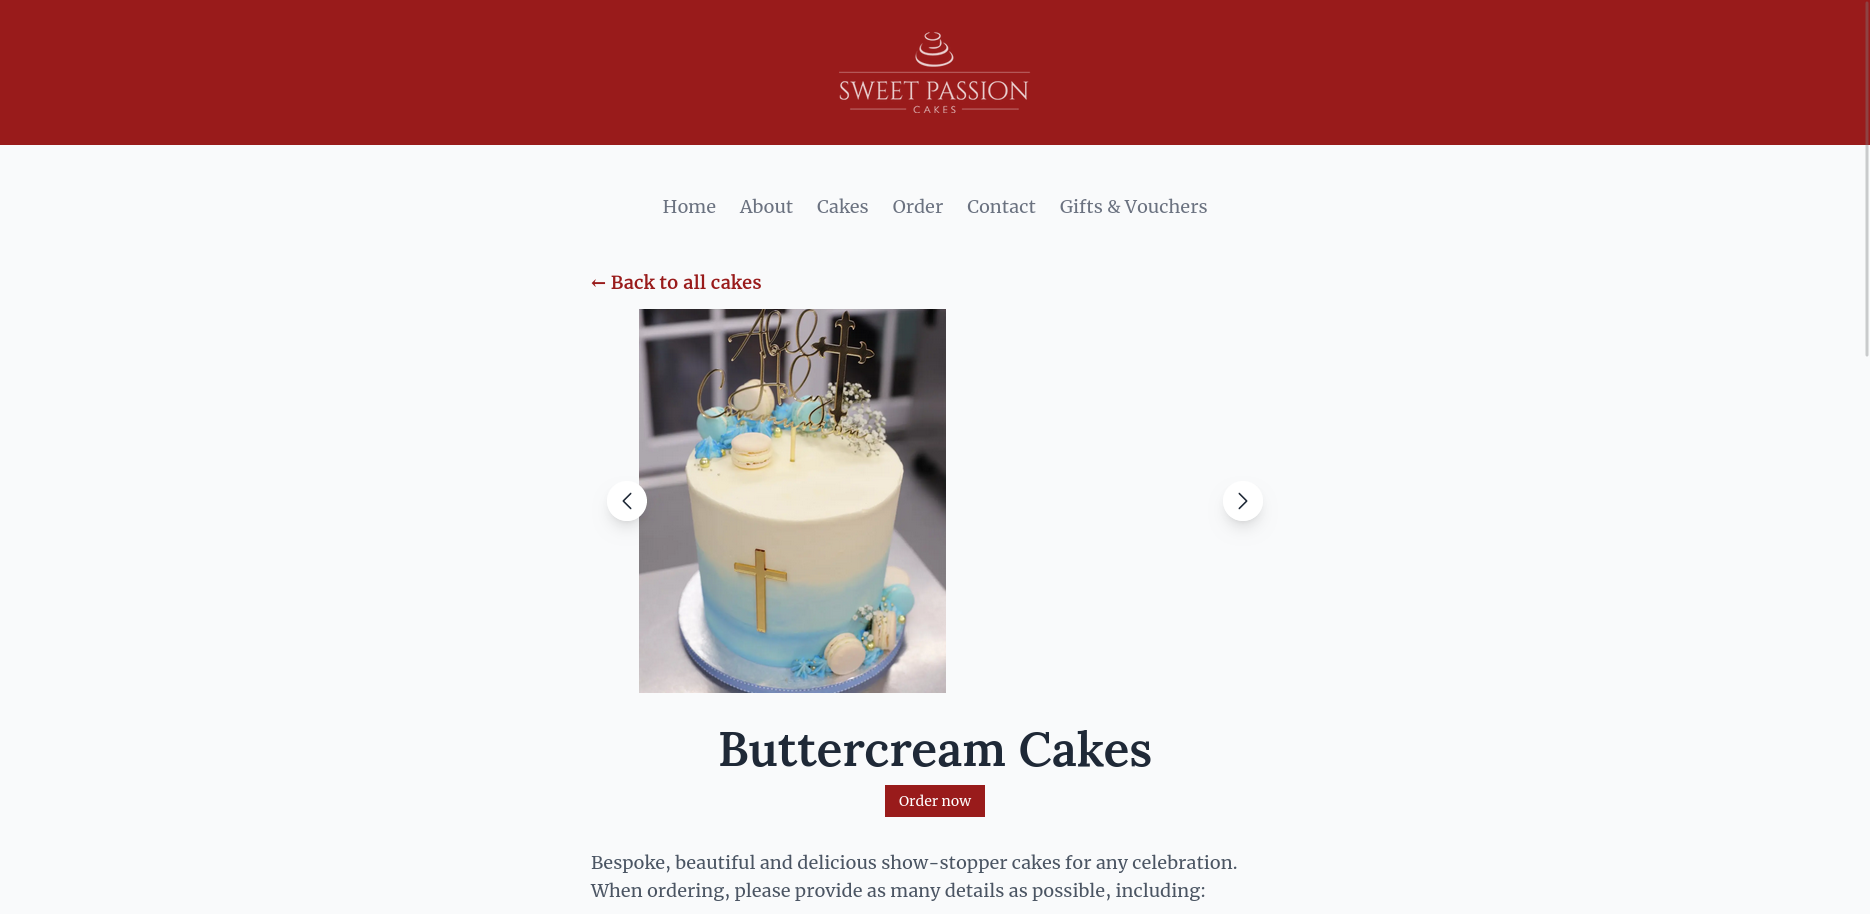 SWEET PASSION
CAKES
Home About Cakes Order Contact Gifts & Vouchers
← Back to all cakes
Abel
Buttercream Cakes
Order now
Bespoke, beautiful and delicious show-stopper cakes for any celebration.
When ordering, please provide as many details as possible, including: